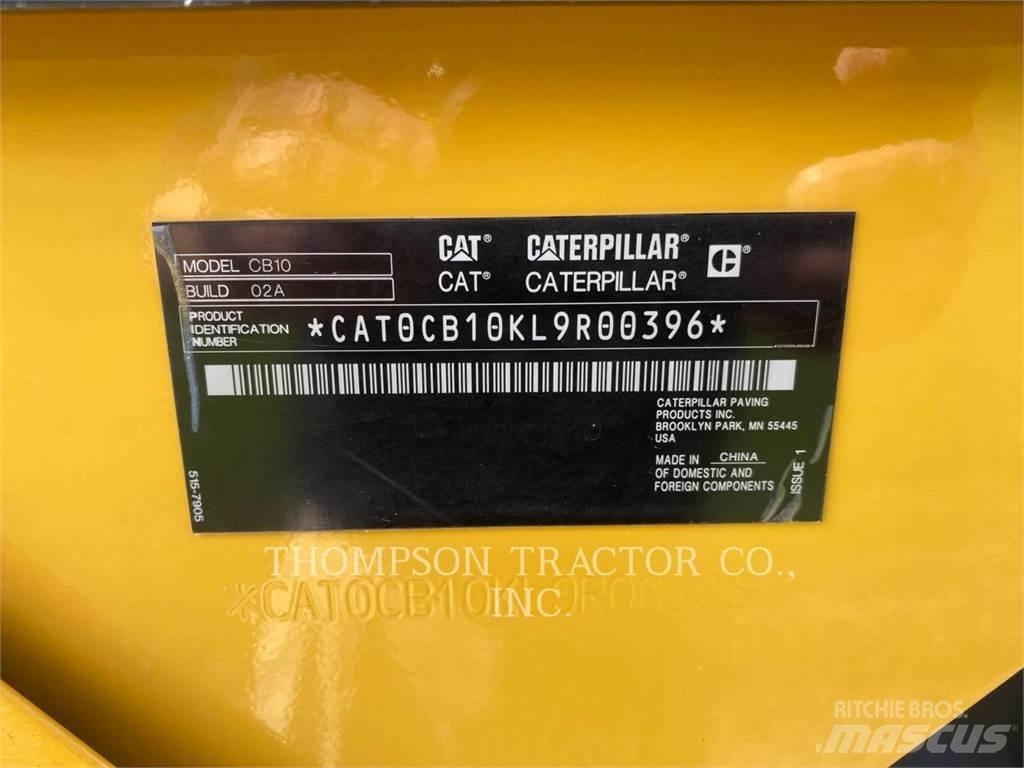 CAT® CATERPILLAR®
CAT® CATERPILLAR®
MODEL CB10
BUILD 02A
PRODUCT
IDENTIFICATION
NUMBER
*CAT0CB10KL9R00396*
CATERPILLAR PAVING
PRODUCTS INC.
BROOKLYN PARK, MN 55445
USA
MADE IN CHINA
OF DOMESTIC AND
FOREIGN COMPONENTS
ISSUE 1
515-7905
THOMPSON TRACTOR CO.,
INC.
*CAT0CB10KL9R00396
RITCHIE BROS.
MASCUS